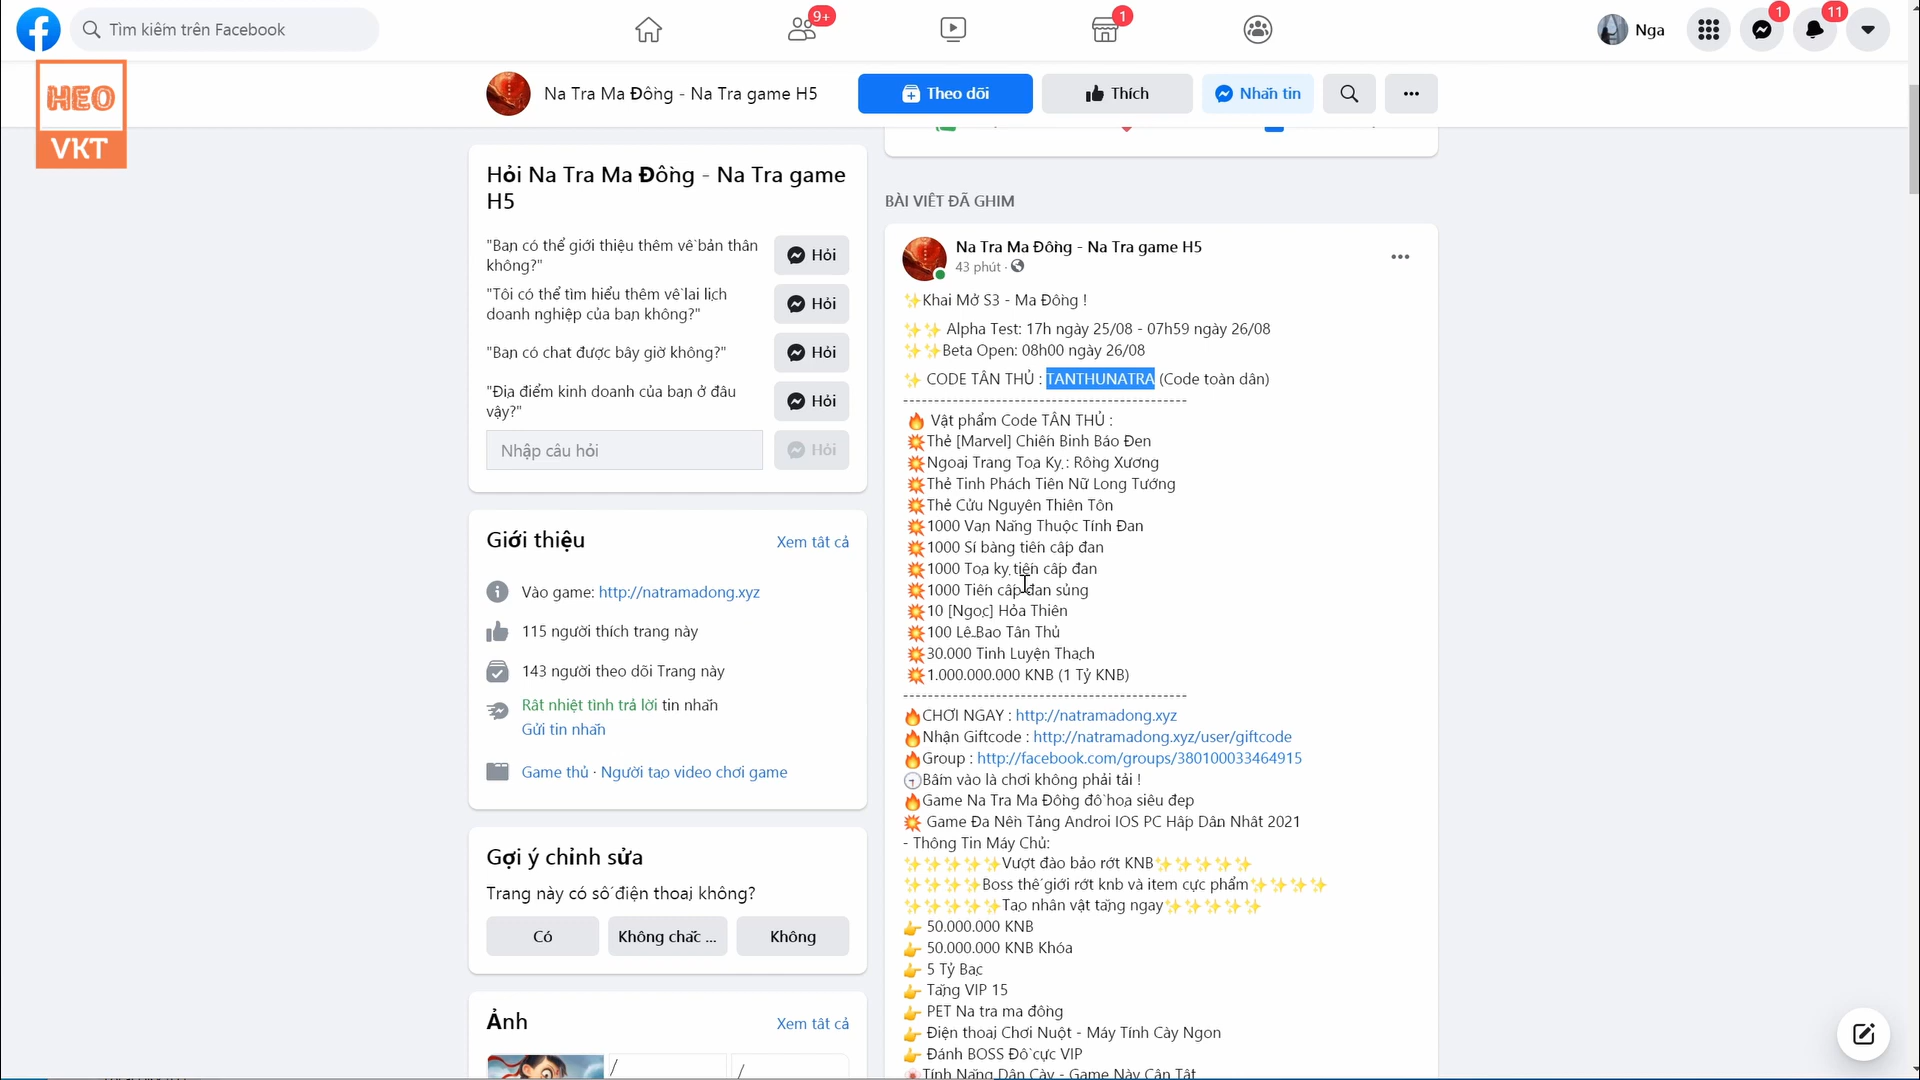 Tìm kiếm trên Facebook
9+
1
Nga
1
11
HEO
VKT
Na Tra Ma Đồng - Na Tra game H5
Theo dõi
Thích
Nhắn tin
Hỏi Na Tra Ma Đồng - Na Tra game
H5
"Bạn có thể giới thiệu thêm về bản thân
không?"
Hỏi
"Tôi có thể tìm hiểu thêm về lai lịch
doanh nghiệp của bạn không?"
Hỏi
"Bạn có chat được bây giờ không?"
Hỏi
"Địa điểm kinh doanh của bạn ở đâu
vậy?"
Hỏi
Nhập câu hỏi
Hỏi
Giới thiệu
Xem tất cả
Vào game: http://natramadong.xyz
115 người thích trang này
143 người theo dõi Trang này
Rất nhiệt tình trả lời tin nhắn
Gửi tin nhắn
Game thủ · Người tạo video chơi game
Gợi ý chỉnh sửa
Trang này có số điện thoại không?
Có
Không chắc ...
Không
Ảnh
Xem tất cả
BÀI VIẾT ĐÃ GHIM
Na Tra Ma Đồng - Na Tra game H5
43 phút ·
✨Khai Mở S3 - Ma Đồng !
✨✨ Alpha Test: 17h ngày 25/08 - 07h59 ngày 26/08
✨✨Beta Open: 08h00 ngày 26/08
✨ CODE TÂN THỦ : TANTHUNATRA (Code toàn dân)
-------------------------------------------
🔥 Vật phẩm Code TÂN THỦ :
💥Thẻ [Marvel] Chiến Binh Báo Đen
💥Ngoại Trang Tọa Kỵ : Rồng Xương
💥Thẻ Tinh Phách Tiên Nữ Long Tướng
💥Thẻ Cửu Nguyên Thiên Tôn
💥1000 Vạn Năng Thuộc Tính Đan
💥1000 Sí bàng tiến cấp đan
💥1000 Tọa kỵ tiến cấp đan
💥1000 Tiến cấp đan sủng
💥10 [Ngọc] Hỏa Thiên
💥100 Lễ Bao Tân Thủ
💥30.000 Tinh Luyện Thạch
💥1.000.000.000 KNB (1 Tỷ KNB)
-------------------------------------------
🔥CHƠI NGAY : http://natramadong.xyz
🔥Nhận Giftcode : http://natramadong.xyz/user/giftcode
🔥Group : http://facebook.com/groups/380100033464915
🕤Bấm vào là chơi không phải tải !
🔥Game Na Tra Ma Đồng đồ họa siêu đẹp
💥 Game Đa Nền Tảng Androi IOS PC Hấp Dẫn Nhất 2021
- Thông Tin Máy Chủ:
✨✨✨✨✨Vượt đào bảo rớt KNB✨✨✨✨✨
✨✨✨✨Boss thế giới rớt knb và item cực phẩm✨✨✨✨
✨✨✨✨✨Tạo nhân vật tặng ngay✨✨✨✨✨
👉 50.000.000 KNB
👉 50.000.000 KNB Khóa
👉 5 Tỷ Bạc
👉 Tặng VIP 15
👉 PET Na tra ma đồng
👉 Điện thoại Chơi Nuột - Máy Tính Cày Ngon
👉 Đánh BOSS Đồ cực VIP
🌸Tính Năng Dân Cày - Game Này Cân Tất